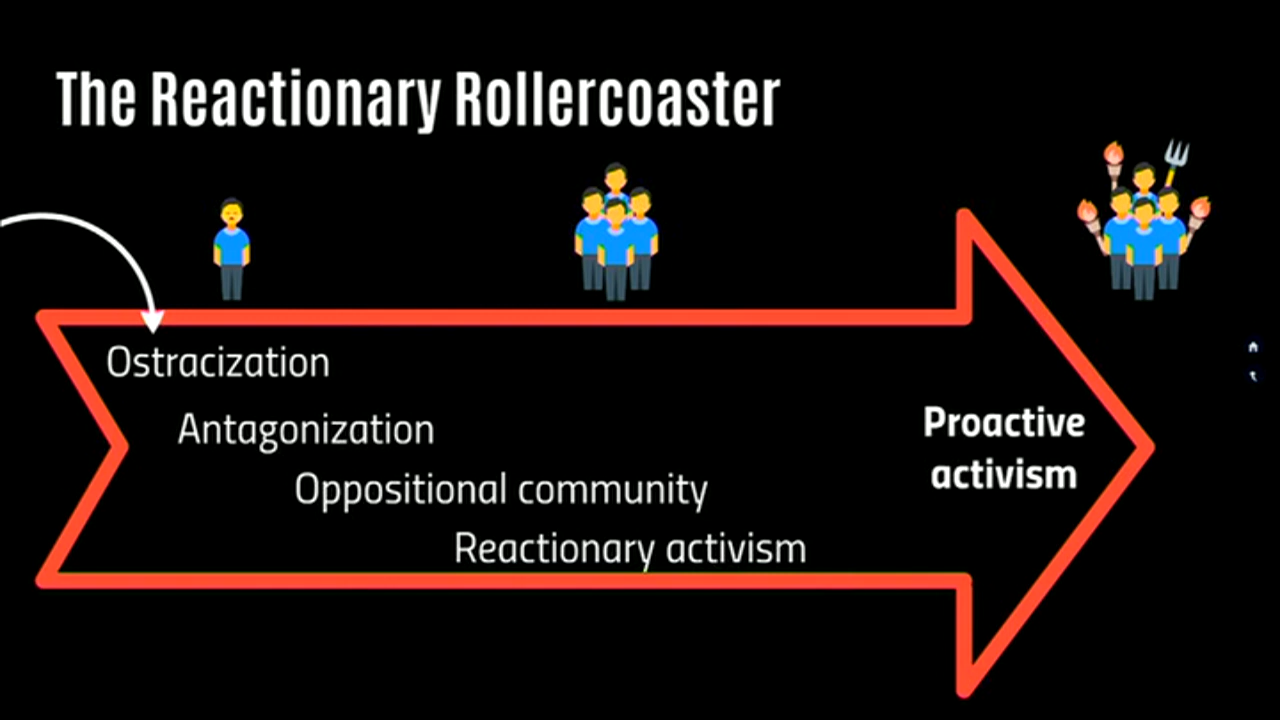 The Reactionary Rollercoaster
Ostracization
Antagonization
Oppositional community
Reactionary activism
Proactive
activism